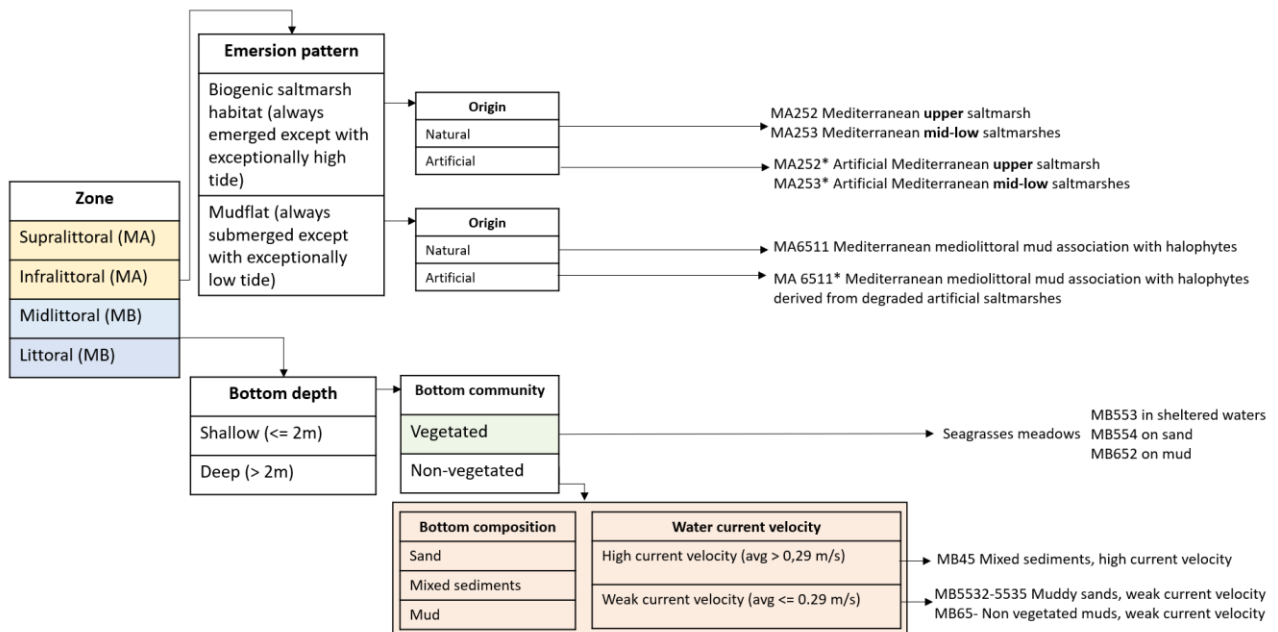 Emersion pattern
Biogenic saltmarsh
habitat (always
emerged except with
exceptionally high
tide)
Mudflat (always
submerged except
with exceptionally
low tide)
Origin
Natural
Artificial
MA252 Mediterranean upper saltmarsh
MA253 Mediterranean mid-low saltmarshes
MA252* Artificial Mediterranean upper saltmarsh
MA253* Artificial Mediterranean mid-low saltmarshes
Origin
Natural
Artificial
MA6511 Mediterranean mediolittoral mud association with halophytes
MA 6511* Mediterranean mediolittoral mud association with halophytes
derived from degraded artificial saltmarshes
Zone
Supralittoral (MA)
Infralittoral (MA)
Midlittoral (MB)
Littoral (MB)
Bottom depth
Shallow (<= 2m)
Deep (> 2m)
Bottom community
Vegetated
Non-vegetated
Seagrasses meadows
MB553 in sheltered waters
MB554 on sand
MB652 on mud
Bottom composition
Sand
Mixed sediments
Mud
Water current velocity
High current velocity (avg > 0,29 m/s)
Weak current velocity (avg <= 0.29 m/s)
MB45 Mixed sediments, high current velocity
MB5532-5535 Muddy sands, weak current velocity
MB65- Non vegetated muds, weak current velocity